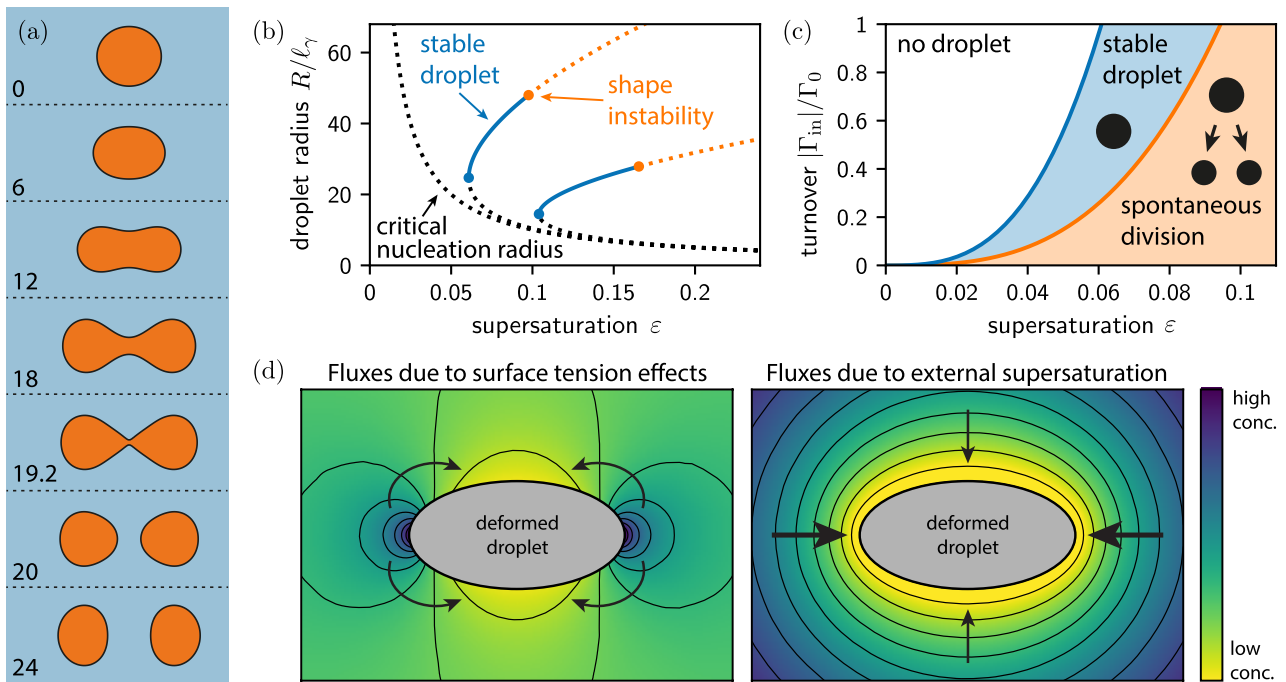 (a)
0
6
12
18
19.2
20
24
(b)
droplet radius R/ℓγ
60
40
20
0
stable
droplet
shape
instability
critical
nucleation radius
0
0.05
0.1
0.15
0.2
supersaturation ε
(c)
turnover |Γin|/Γ0
1
0.8
0.6
0.4
0.2
0
no droplet
stable
droplet
spontaneous
division
0
0.02
0.04
0.06
0.08
0.1
supersaturation ε
(d)
Fluxes due to surface tension effects
deformed
droplet
Fluxes due to external supersaturation
deformed
droplet
high
conc.
low
conc.